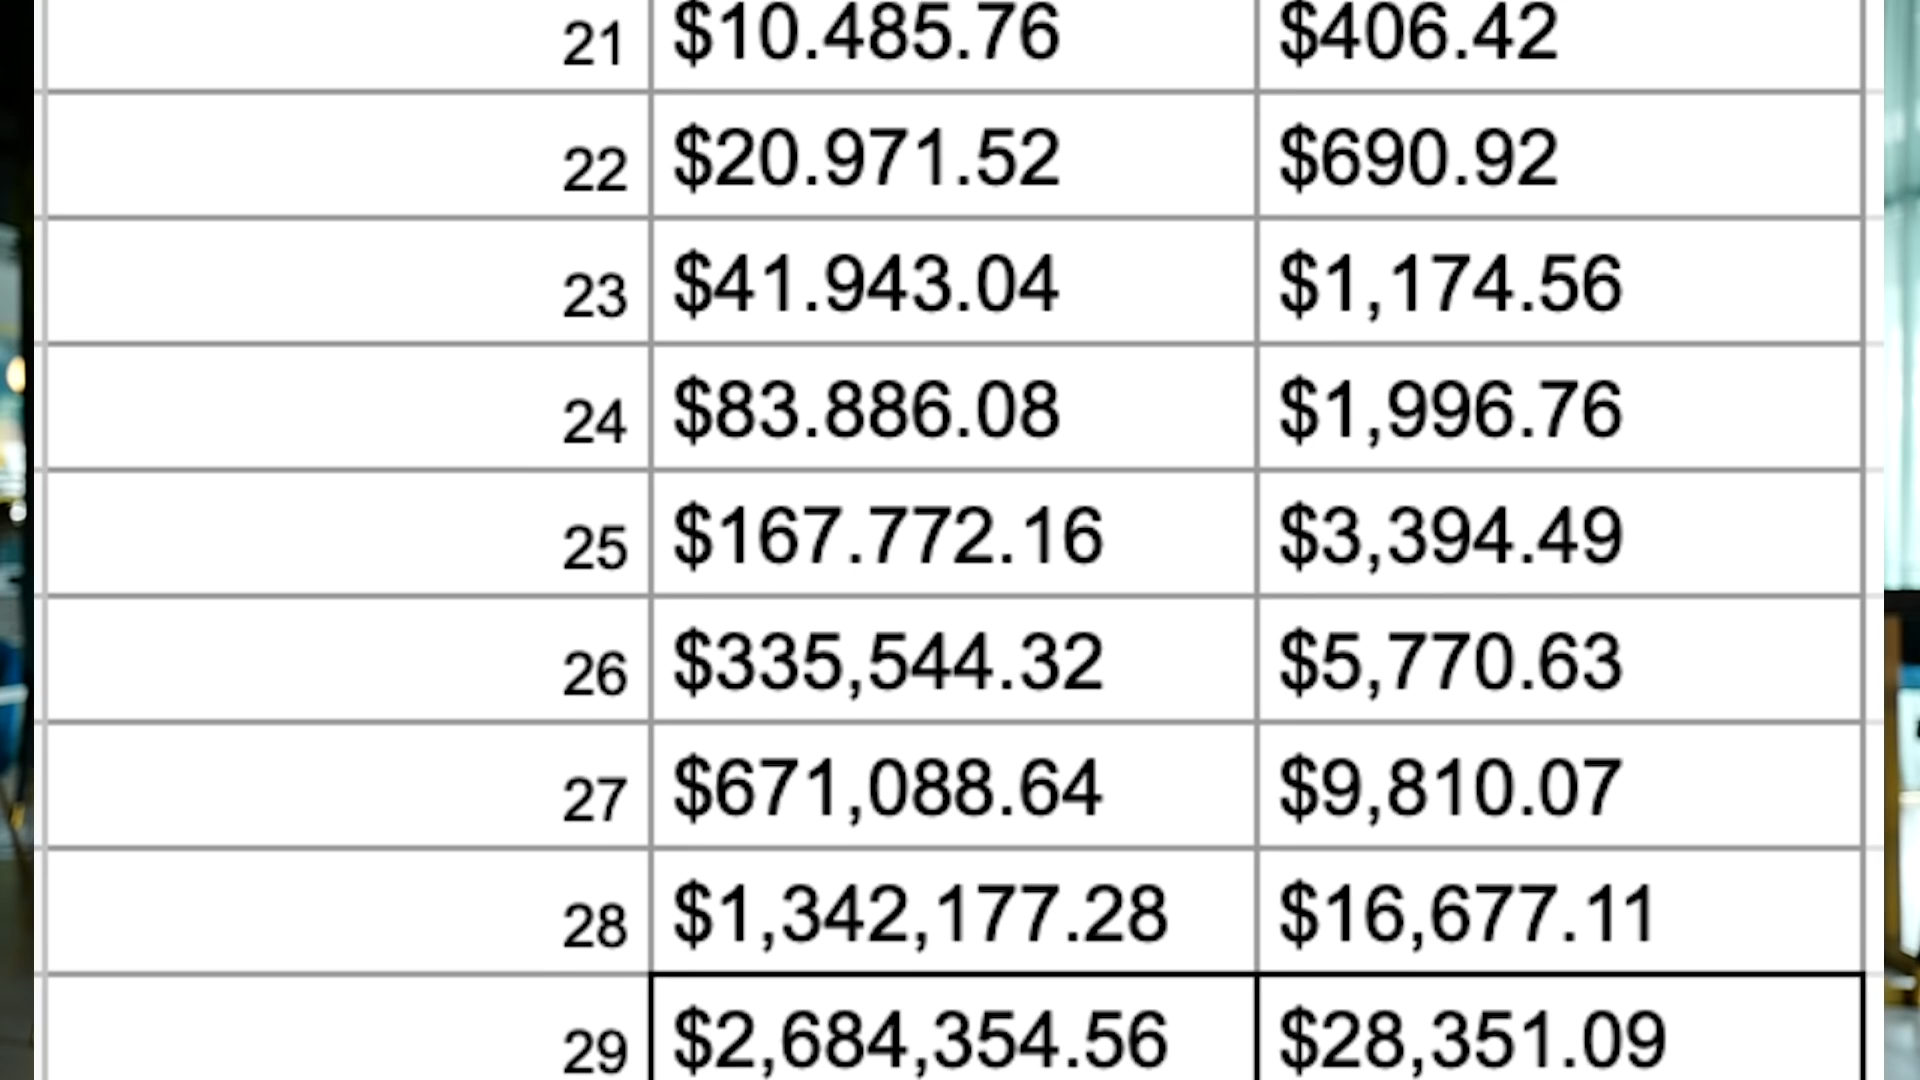 21 $10.485.76 $406.42
22 $20.971.52 $690.92
23 $41.943.04 $1,174.56
24 $83.886.08 $1,996.76
25 $167.772.16 $3,394.49
26 $335,544.32 $5,770.63
27 $671,088.64 $9,810.07
28 $1,342,177.28 $16,677.11
29 $2,684,354.56 $28,351.09